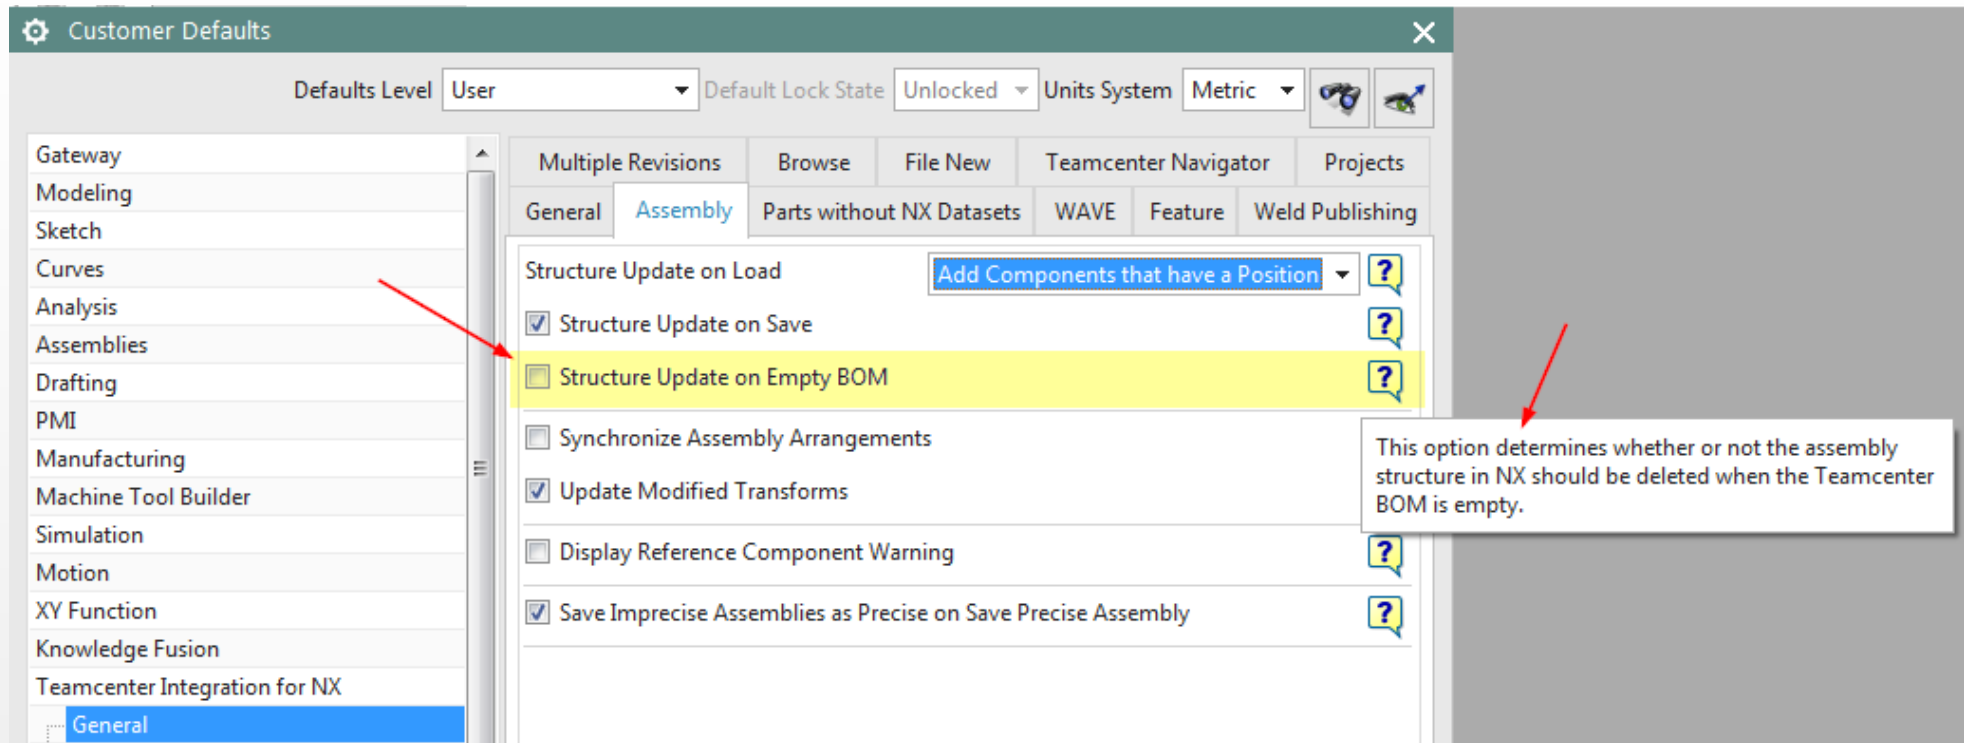 Customer Defaults
Defaults Level User Default Lock State Unlocked Units System Metric
Gateway
Modeling
Sketch
Curves
Analysis
Assemblies
Drafting
PMI
Manufacturing
Machine Tool Builder
Simulation
Motion
XY Function
Knowledge Fusion
Teamcenter Integration for NX
General
Multiple Revisions Browse File New Teamcenter Navigator Projects
General Assembly Parts without NX Datasets WAVE Feature Weld Publishing
Structure Update on Load Add Components that have a Position ?
Structure Update on Save ?
Structure Update on Empty BOM ?
Synchronize Assembly Arrangements
Update Modified Transforms
Display Reference Component Warning ?
Save Imprecise Assemblies as Precise on Save Precise Assembly ?
This option determines whether or not the assembly
structure in NX should be deleted when the Teamcenter
BOM is empty.